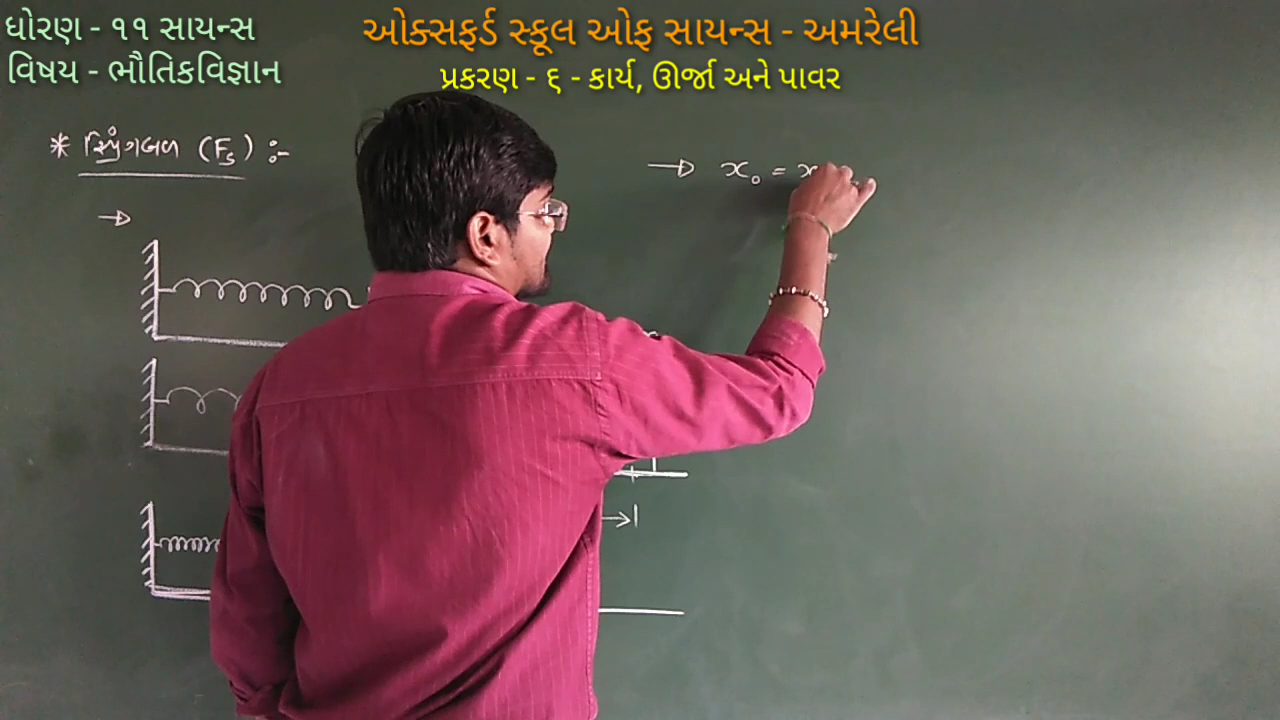 ધોરણ - ૧૧ સાયન્સ
વિષય - ભૌતિકવિજ્ઞાન
ઓક્સફર્ડ સ્કૂલ ઓફ સાયન્સ - અમરેલી
પ્રકરણ - ૬ - કાર્ય, ઊર્જા અને પાવર
* સ્પ્રિંગબળ (Fₛ) :-
→ x₀ = x